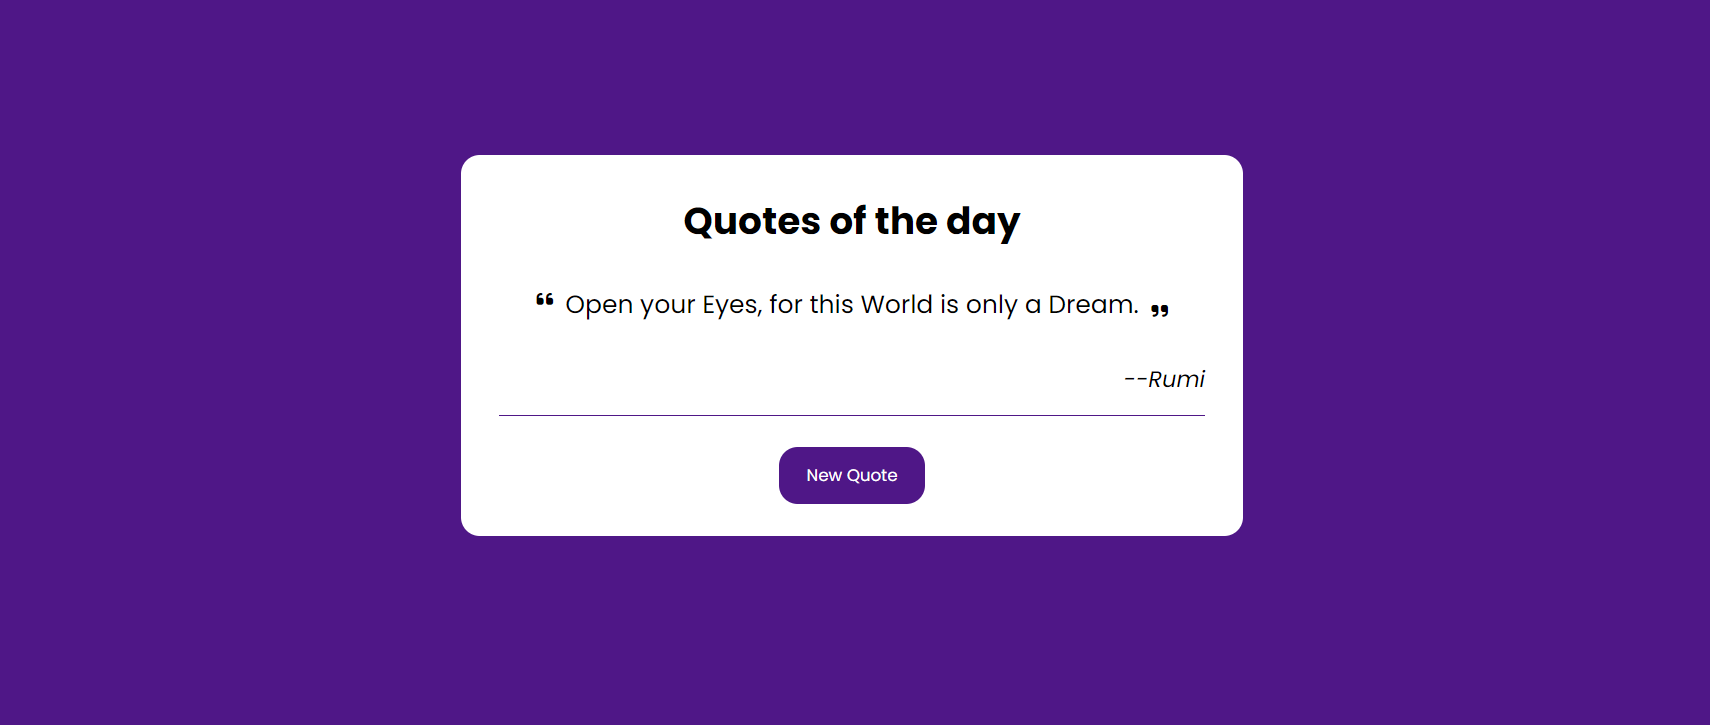 Quotes of the day
“ Open your Eyes, for this World is only a Dream. ”
--Rumi
New Quote